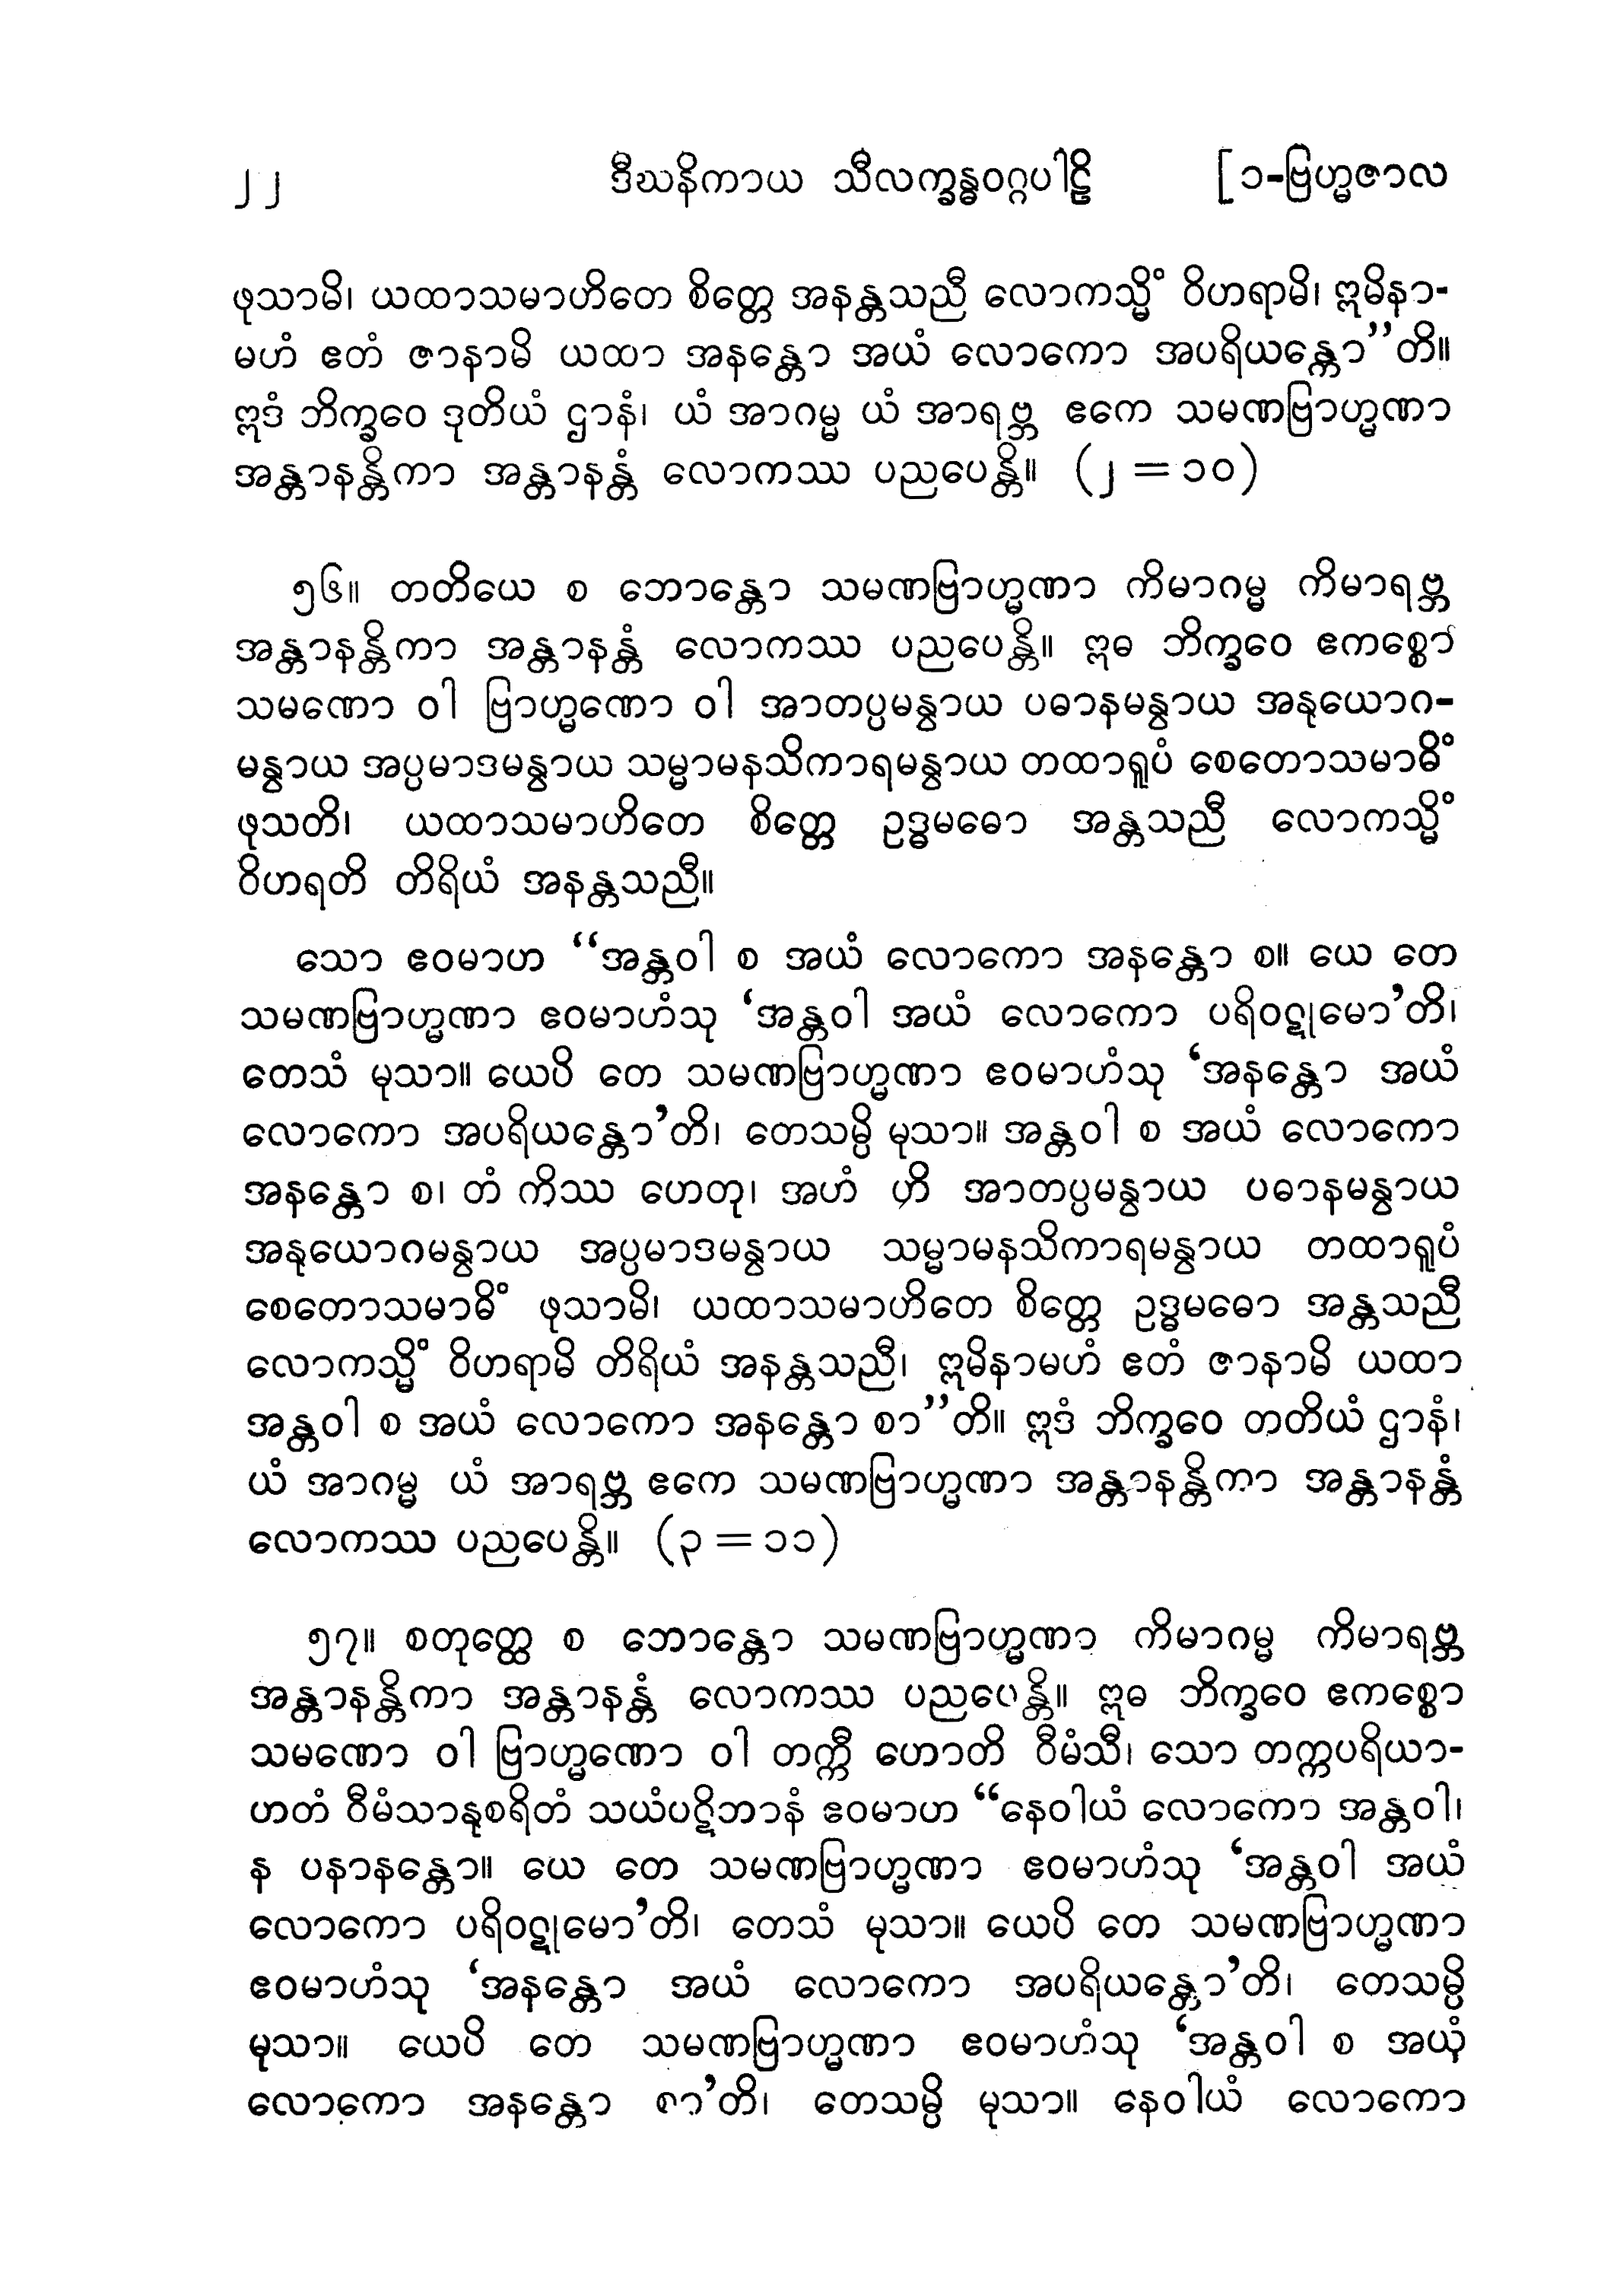 ၂၂ ဒီဃနိကာယ သီလက္ခန္ဓဝဂ္ဂပါဠိ [ ၁-ဗြဟ္မဇာလ
ဖုသာမိ၊ ယထာသမာဟိတေ စိတ္တေ အနန္တသညီ လောကသ္မိံ ဝိဟရာမိ၊ ဣမိနာ-
မဟံ ဧတံ ဇာနာမိ ယထာ အနန္တော အယံ လောကော အပရိယန္တော’’တိ။
ဣဒံ ဘိက္ခဝေ ဒုတိယံ ဌာနံ၊ ယံ အာဂမ္မ ယံ အာရဗ္ဘ ဧကေ သမဏဗြာဟ္မဏာ
အန္တာနန္တိကာ အန္တာနန္တံ လောကဿ ပညပေန္တိ။ (၂ = ၁၀)
၅၆။ တတိယေ စ ဘောန္တော သမဏဗြာဟ္မဏာ ကိမာဂမ္မ ကိမာရဗ္ဘ
အန္တာနန္တိကာ အန္တာနန္တံ လောကဿ ပညပေန္တိ။ ဣဓ ဘိက္ခဝေ ဧကစ္စော
သမဏော ဝါ ဗြာဟ္မဏော ဝါ အာတပ္ပမန္ဝာယ ပဓာနမန္ဝာယ အနုယောဂ-
မန္ဝာယ အပ္ပမာဒမန္ဝာယ သမ္မာမနသိကာရမန္ဝာယ တထာရူပံ စေတောသမာဓိံ
ဖုသတိ၊ ယထာသမာဟိတေ စိတ္တေ ဥဒ္ဓမဓော အန္တသညီ လောကသ္မိံ
ဝိဟရတိ တိရိယံ အနန္တသညီ။
သော ဧဝမာဟ ‘‘အန္တဝါ စ အယံ လောကော အနန္တော စ။ ယေ တေ
သမဏဗြာဟ္မဏာ ဧဝမာဟံသု ‘အန္တဝါ အယံ လောကော ပရိဝဋုမော’တိ၊
တေသံ မုသာ။ ယေပိ တေ သမဏဗြာဟ္မဏာ ဧဝမာဟံသု ‘အနန္တော အယံ
လောကော အပရိယန္တော’တိ၊ တေသမ္ပိ မုသာ။ အန္တဝါ စ အယံ လောကော
အနန္တော စ၊ တံ ကိဿ ဟေတု၊ အဟံ ဟိ အာတပ္ပမန္ဝာယ ပဓာနမန္ဝာယ
အနုယောဂမန္ဝာယ အပ္ပမာဒမန္ဝာယ သမ္မာမနသိကာရမန္ဝာယ တထာရူပံ
စေတောသမာဓိံ ဖုသာမိ၊ ယထာသမာဟိတေ စိတ္တေ ဥဒ္ဓမဓော အန္တသညီ
လောကသ္မိံ ဝိဟရာမိ တိရိယံ အနန္တသညီ၊ ဣမိနာမဟံ ဧတံ ဇာနာမိ ယထာ
အန္တဝါ စ အယံ လောကော အနန္တော စာ’’တိ။ ဣဒံ ဘိက္ခဝေ တတိယံ ဌာနံ၊
ယံ အာဂမ္မ ယံ အာရဗ္ဘ ဧကေ သမဏဗြာဟ္မဏာ အန္တာနန္တိကာ အန္တာနန္တံ
လောကဿ ပညပေန္တိ။ (၃ = ၁၁)
၅၇။ စတုတ္ထေ စ ဘောန္တော သမဏဗြာဟ္မဏာ ကိမာဂမ္မ ကိမာရဗ္ဘ
အန္တာနန္တိကာ အန္တာနန္တံ လောကဿ ပညပေန္တိ။ ဣဓ ဘိက္ခဝေ ဧကစ္စော
သမဏော ဝါ ဗြာဟ္မဏော ဝါ တက္ကီ ဟောတိ ဝီမံသီ၊ သော တက္ကပရိယာ-
ဟတံ ဝီမံသာနုစရိတံ သယံပဋိဘာနံ ဧဝမာဟ ‘‘နေဝါယံ လောကော အန္တဝါ၊
န ပနာနန္တော။ ယေ တေ သမဏဗြာဟ္မဏာ ဧဝမာဟံသု ‘အန္တဝါ အယံ
လောကော ပရိဝဋုမော’တိ၊ တေသံ မုသာ။ ယေပိ တေ သမဏဗြာဟ္မဏာ
ဧဝမာဟံသု ‘အနန္တော အယံ လောကော အပရိယန္တော’တိ၊ တေသမ္ပိ
မုသာ။ ယေပိ တေ သမဏဗြာဟ္မဏာ ဧဝမာဟံသု ‘အန္တဝါ စ အယံ
လောကော အနန္တော စာ’တိ၊ တေသမ္ပိ မုသာ။ နေဝါယံ လောကော